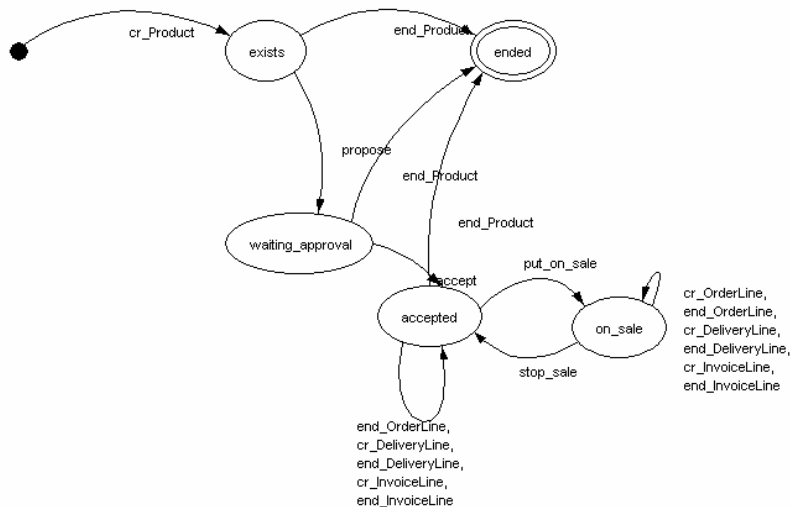 cr_Product
end_Product
exists
ended
propose
end_Product
end_Product
waiting_approval
put_on_sale
accept
cr_OrderLine,
end_OrderLine,
cr_DeliveryLine,
end_DeliveryLine,
cr_InvoiceLine,
end_InvoiceLine
accepted
on_sale
stop_sale
end_OrderLine,
cr_DeliveryLine,
end_DeliveryLine,
cr_InvoiceLine,
end_InvoiceLine